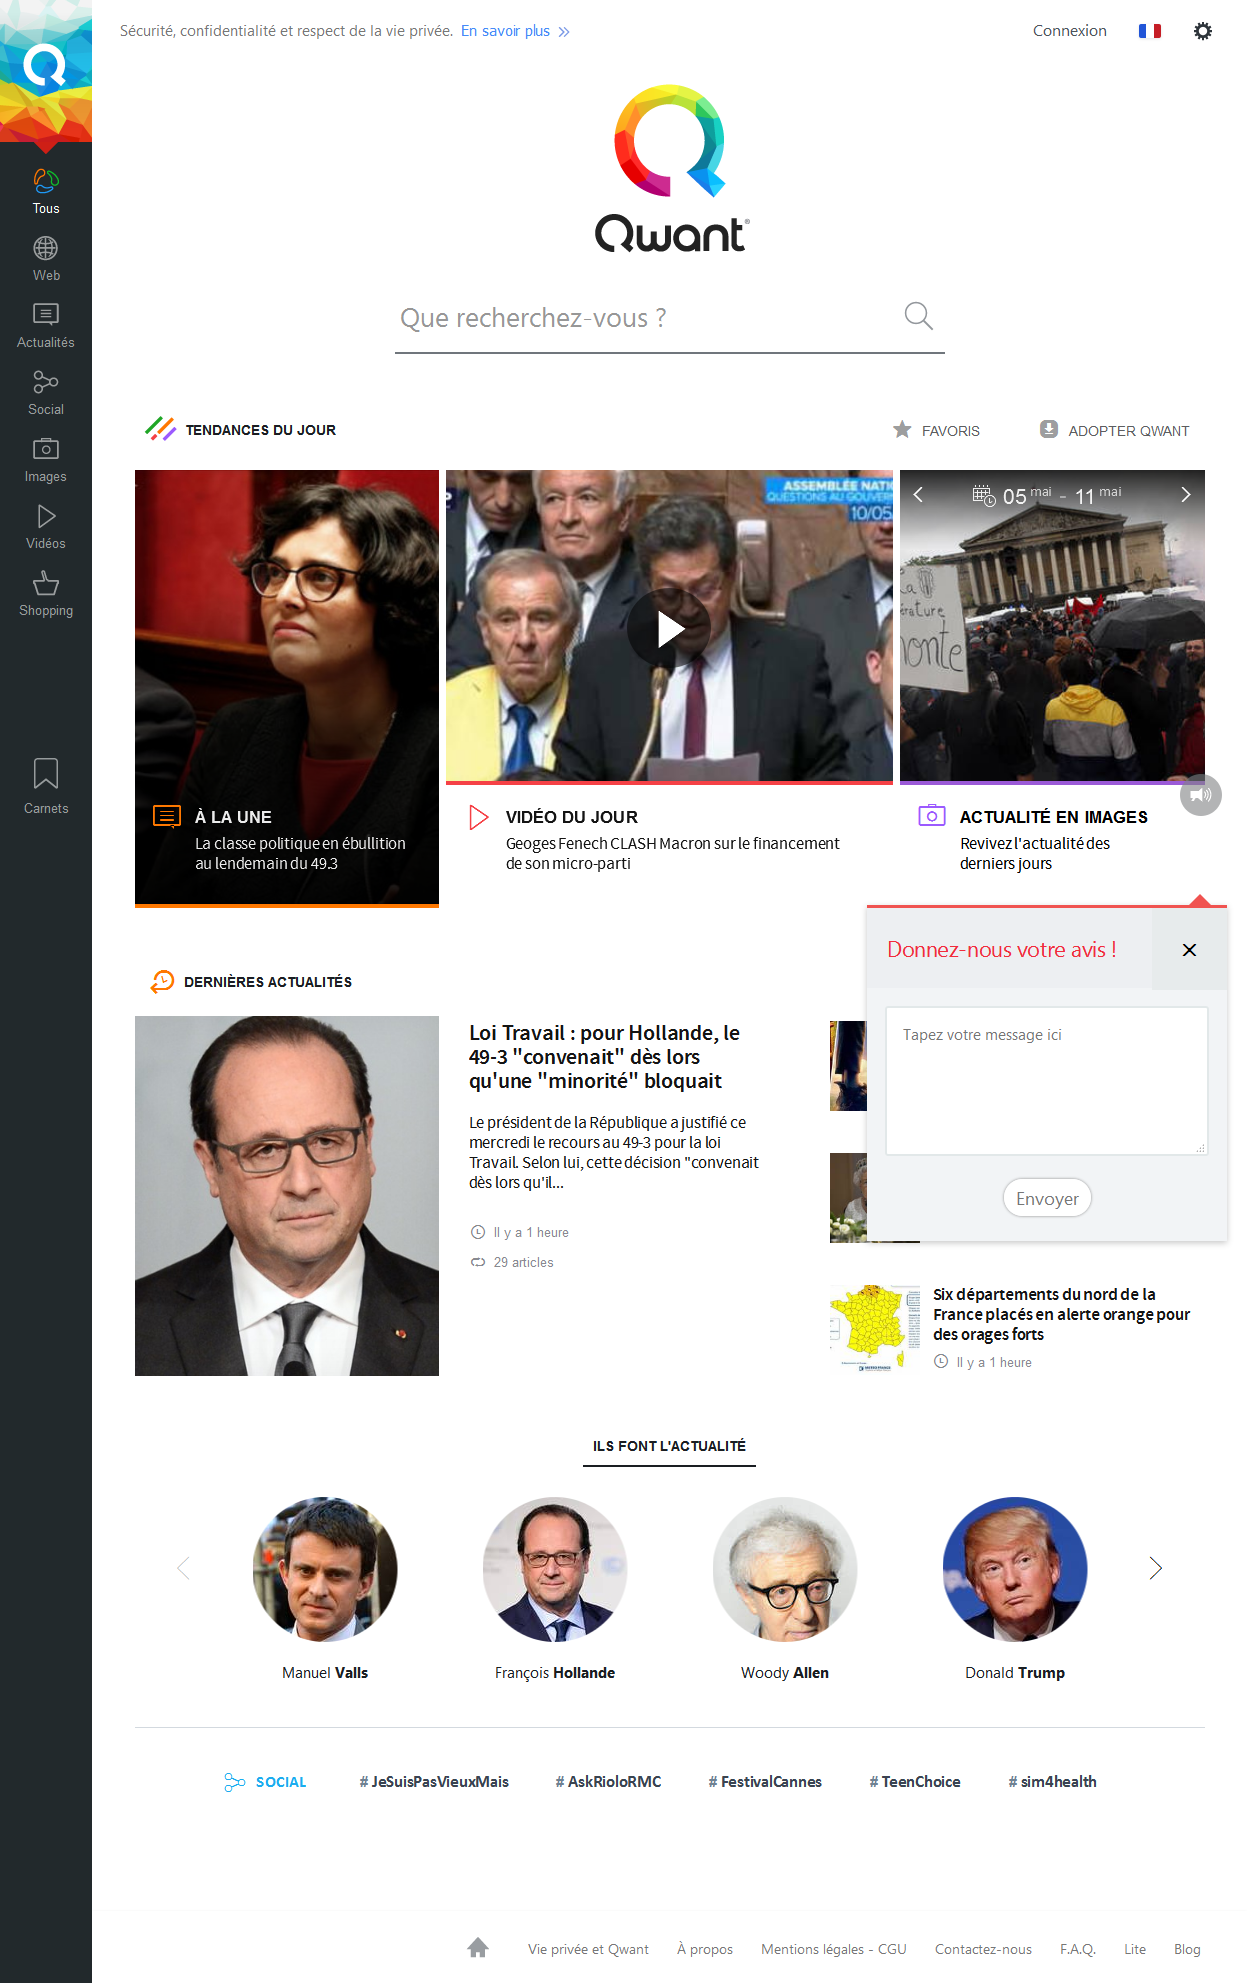 Sécurité, confidentialité et respect de la vie privée. En savoir plus
Connexion
Qwant
Que recherchez-vous ?
Tous
Web
Actualités
Social
Images
Vidéos
Shopping
Carnets
TENDANCES DU JOUR
FAVORIS
ADOPTER QWANT
ASSEMBLÉE NATI
QUESTIONS AU GOUVER
10/05
05 mai - 11 mai
À LA UNE
La classe politique en ébullition
au lendemain du 49.3
VIDÉO DU JOUR
Geoges Fenech CLASH Macron sur le financement
de son micro-parti
ACTUALITÉ EN IMAGES
Revivez l'actualité des
derniers jours
Donnez-nous votre avis !
Tapez votre message ici
Envoyer
DERNIÈRES ACTUALITÉS
Loi Travail : pour Hollande, le
49-3 "convenait" dès lors
qu'une "minorité" bloquait
Le président de la République a justifié ce
mercredi le recours au 49-3 pour la loi
Travail. Selon lui, cette décision "convenait
dès lors qu'il...
Il y a 1 heure
29 articles
Six départements du nord de la
France placés en alerte orange pour
des orages forts
Il y a 1 heure
ILS FONT L'ACTUALITÉ
Manuel Valls
François Hollande
Woody Allen
Donald Trump
SOCIAL
# JeSuisPasVieuxMais
# AskRioloRMC
# FestivalCannes
# TeenChoice
# sim4health
Vie privée et Qwant
À propos
Mentions légales - CGU
Contactez-nous
F.A.Q.
Lite
Blog